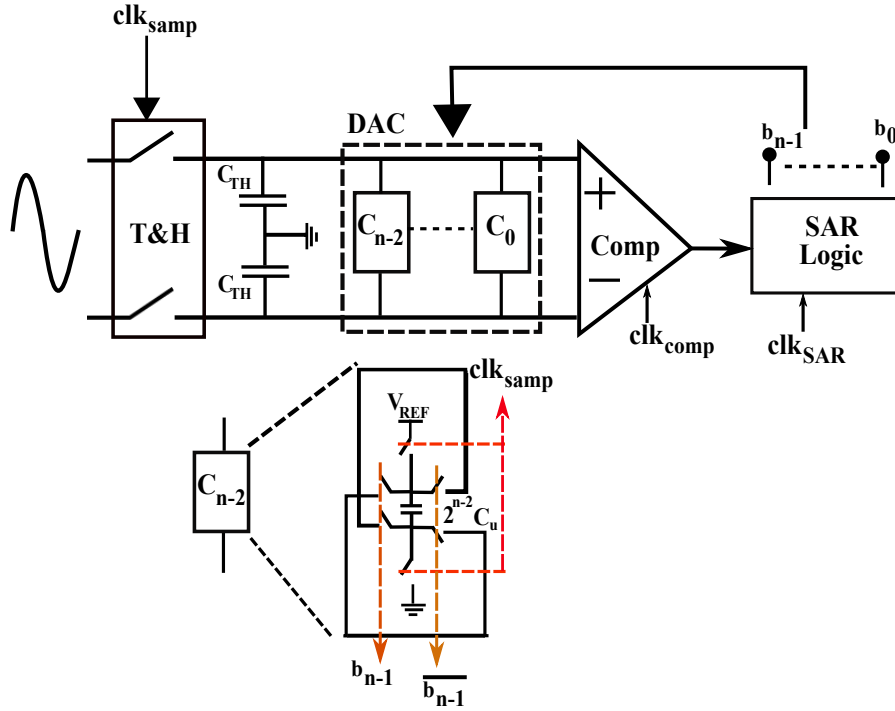 clk_samp
DAC
b_n-1
b_0
C_TH
T&H
C_n-2
C_0
+
Comp
−
SAR
Logic
C_TH
clk_comp
clk_SAR
clk_samp
V_REF
C_n-2
2^n-2 C_u
b_n-1
b̅_n-1